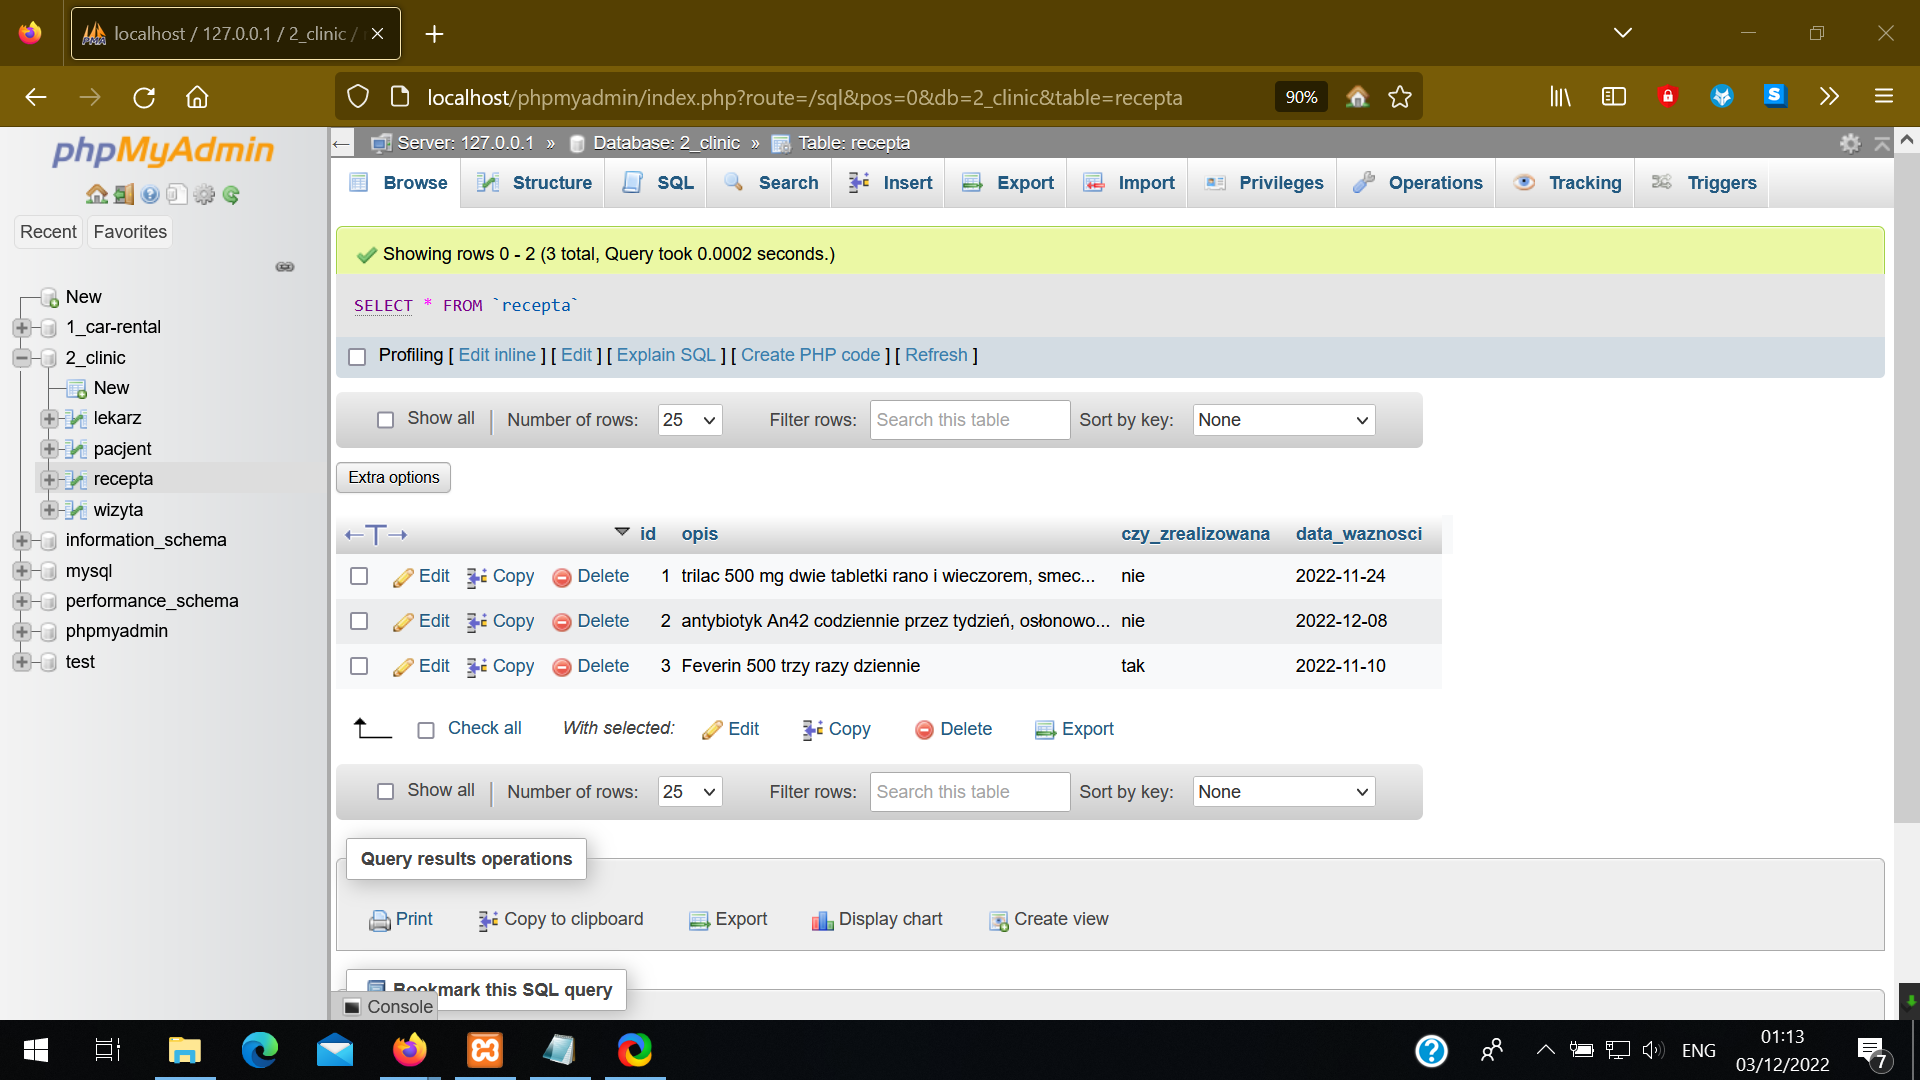 localhost / 127.0.0.1 / 2_clinic /
localhost/phpmyadmin/index.php?route=/sql&pos=0&db=2_clinic&table=recepta
90%
phpMyAdmin
Recent
Favorites
New
1_car-rental
2_clinic
New
lekarz
pacjent
recepta
wizyta
information_schema
mysql
performance_schema
phpmyadmin
test
Server: 127.0.0.1 » Database: 2_clinic » Table: recepta
Browse Structure SQL Search Insert Export Import Privileges Operations Tracking Triggers
Showing rows 0 - 2 (3 total, Query took 0.0002 seconds.)
SELECT * FROM `recepta`
Profiling [ Edit inline ] [ Edit ] [ Explain SQL ] [ Create PHP code ] [ Refresh ]
Show all | Number of rows: 25 Filter rows: Search this table Sort by key: None
Extra options
←T→ id opis czy_zrealizowana data_waznosci
Edit Copy Delete 1 trilac 500 mg dwie tabletki rano i wieczorem, smec... nie 2022-11-24
Edit Copy Delete 2 antybiotyk An42 codziennie przez tydzień, osłonowo... nie 2022-12-08
Edit Copy Delete 3 Feverin 500 trzy razy dziennie tak 2022-11-10
Check all With selected: Edit Copy Delete Export
Show all | Number of rows: 25 Filter rows: Search this table Sort by key: None
Query results operations
Print Copy to clipboard Export Display chart Create view
Bookmark this SQL query
Console
ENG
01:13
03/12/2022
7